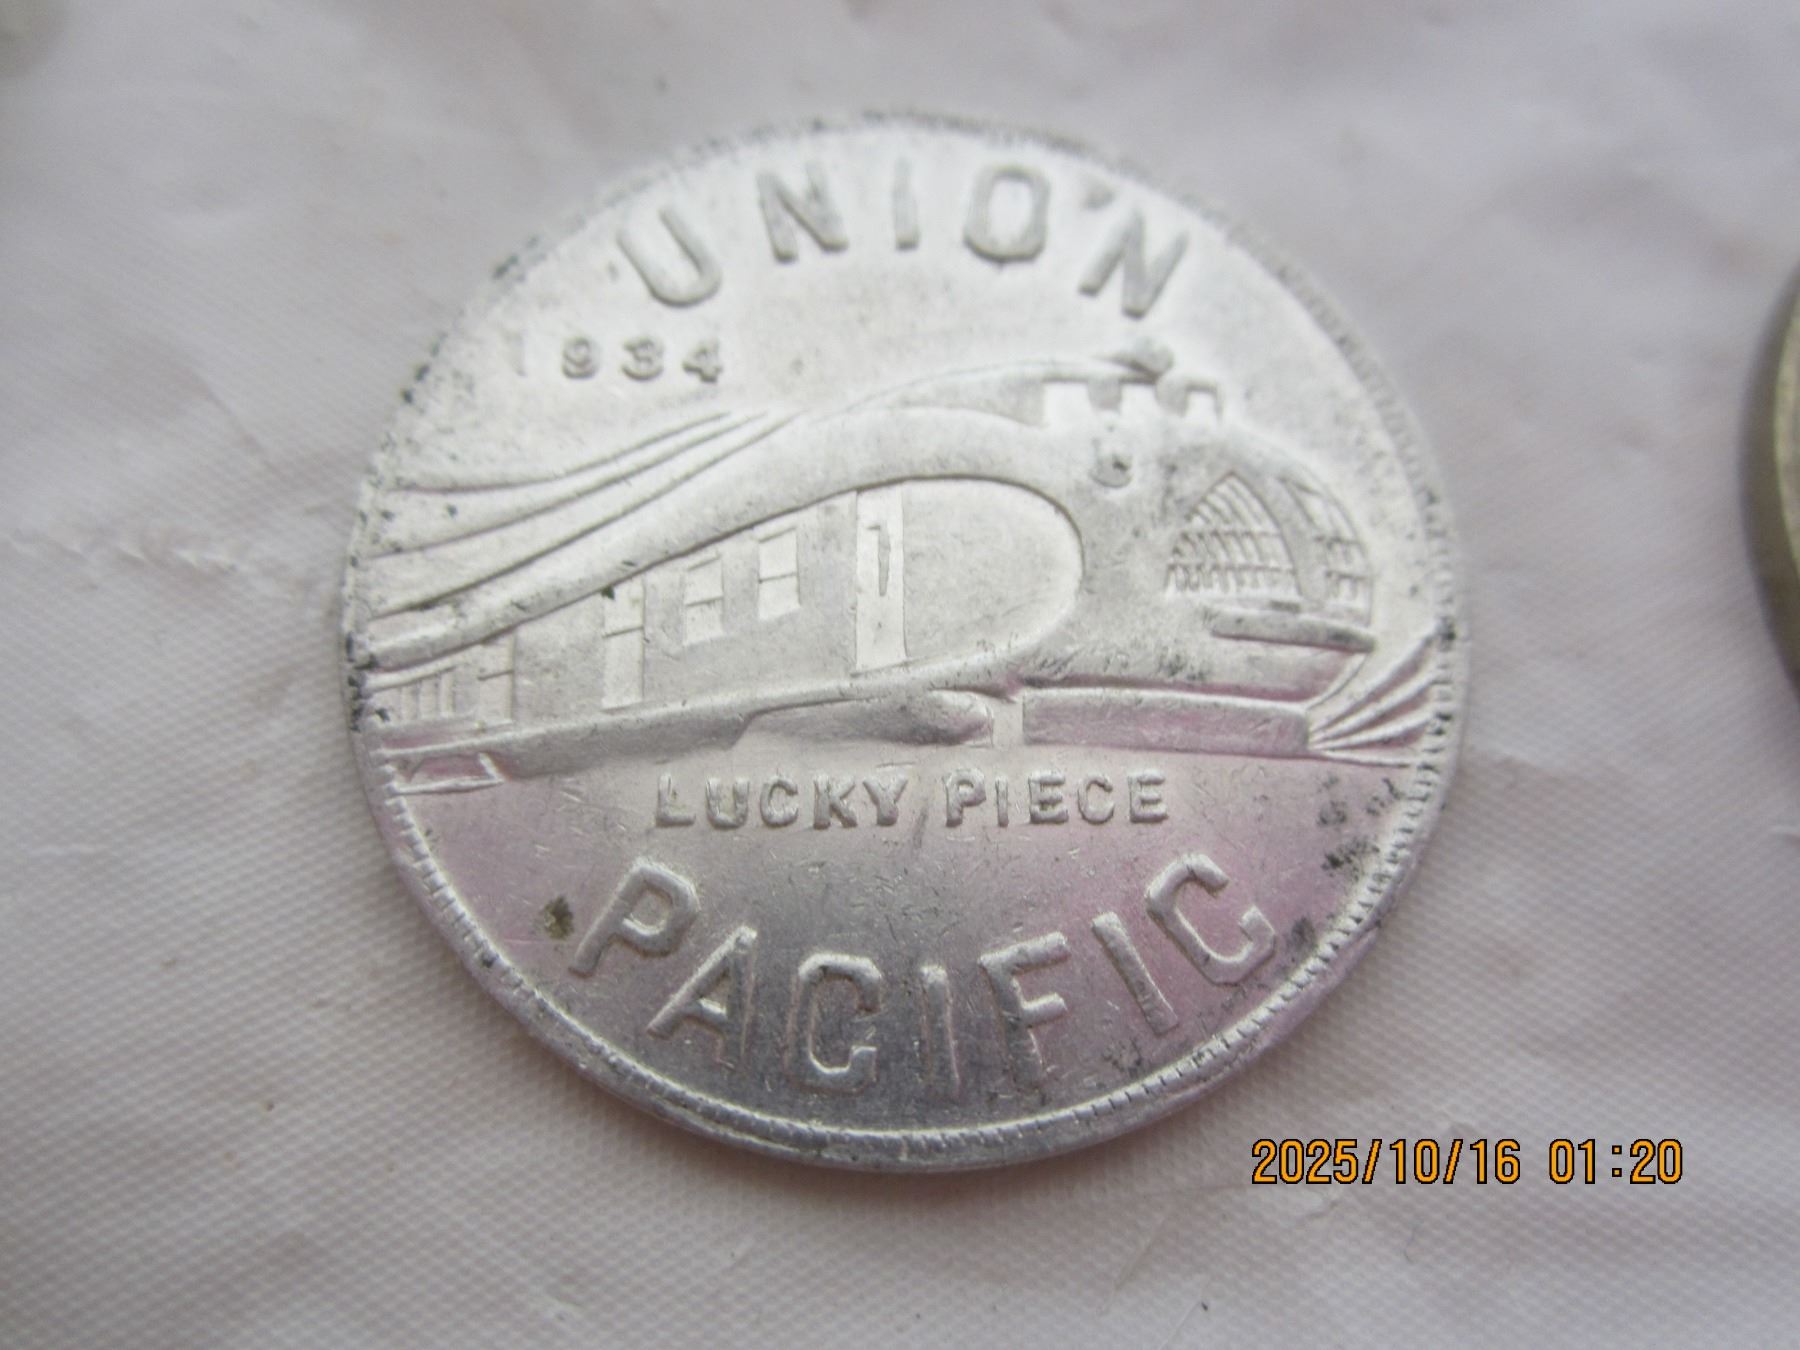 UNION
1934
LUCKY PIECE
PACIFIC
2025/10/16 01:20